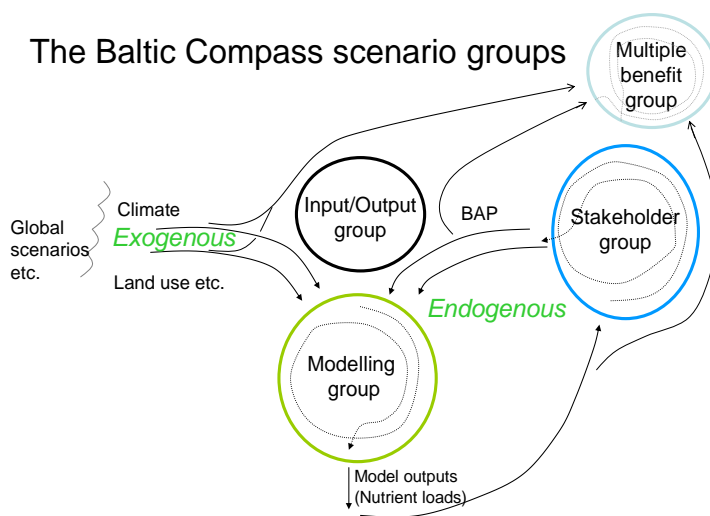 The Baltic Compass scenario groups
Multiple
benefit
group
Global
scenarios
etc.
Climate
Exogenous
Land use etc.
Input/Output
group
BAP
Stakeholder
group
Endogenous
Modelling
group
Model outputs
(Nutrient loads)